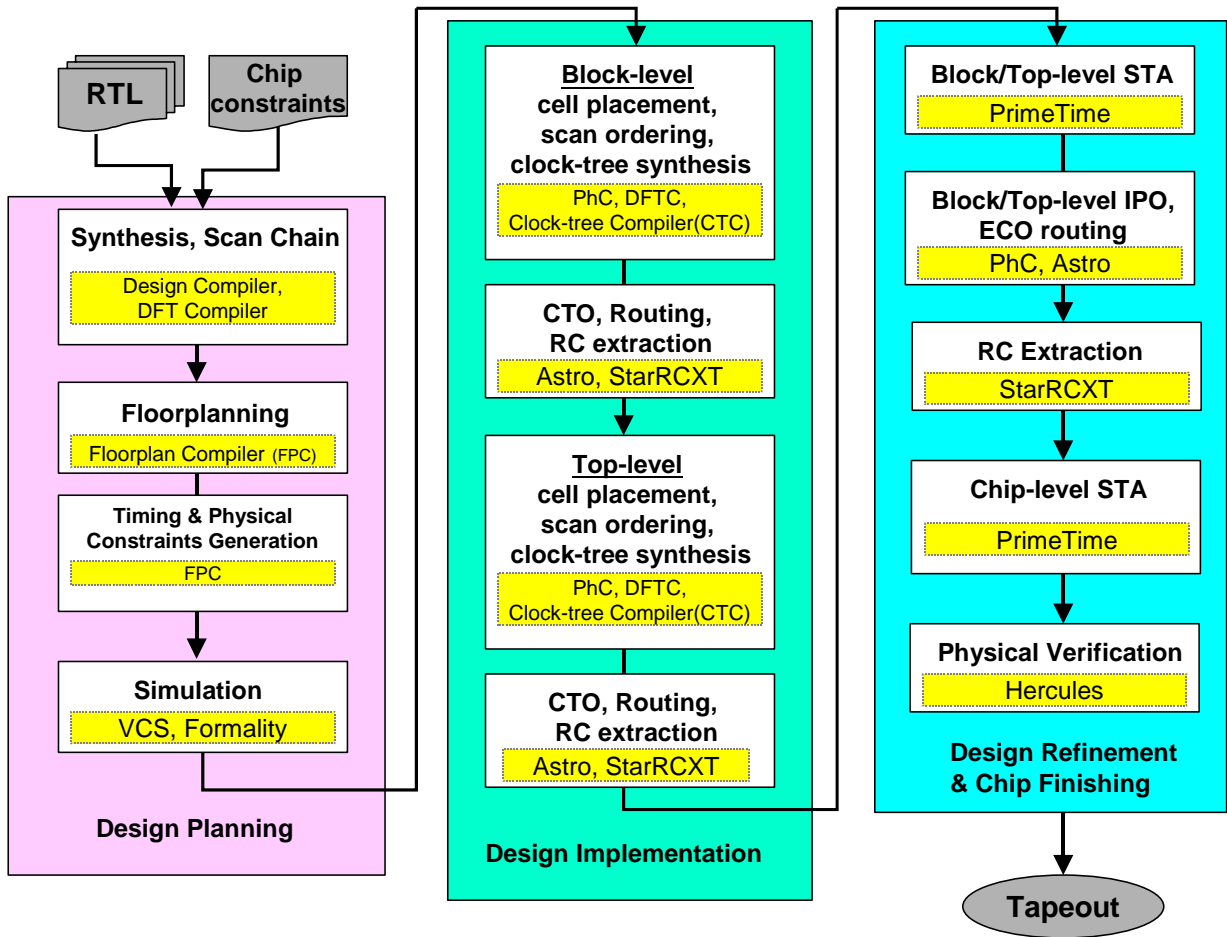 RTL
Chip
constraints
Synthesis, Scan Chain
Design Compiler,
DFT Compiler
Floorplanning
Floorplan Compiler (FPC)
Timing & Physical
Constraints Generation
FPC
Simulation
VCS, Formality
Design Planning
Block-level
cell placement,
scan ordering,
clock-tree synthesis
PhC, DFTC,
Clock-tree Compiler(CTC)
CTO, Routing,
RC extraction
Astro, StarRCXT
Top-level
cell placement,
scan ordering,
clock-tree synthesis
PhC, DFTC,
Clock-tree Compiler(CTC)
CTO, Routing,
RC extraction
Astro, StarRCXT
Design Implementation
Block/Top-level STA
PrimeTime
Block/Top-level IPO,
ECO routing
PhC, Astro
RC Extraction
StarRCXT
Chip-level STA
PrimeTime
Physical Verification
Hercules
Design Refinement
& Chip Finishing
Tapeout